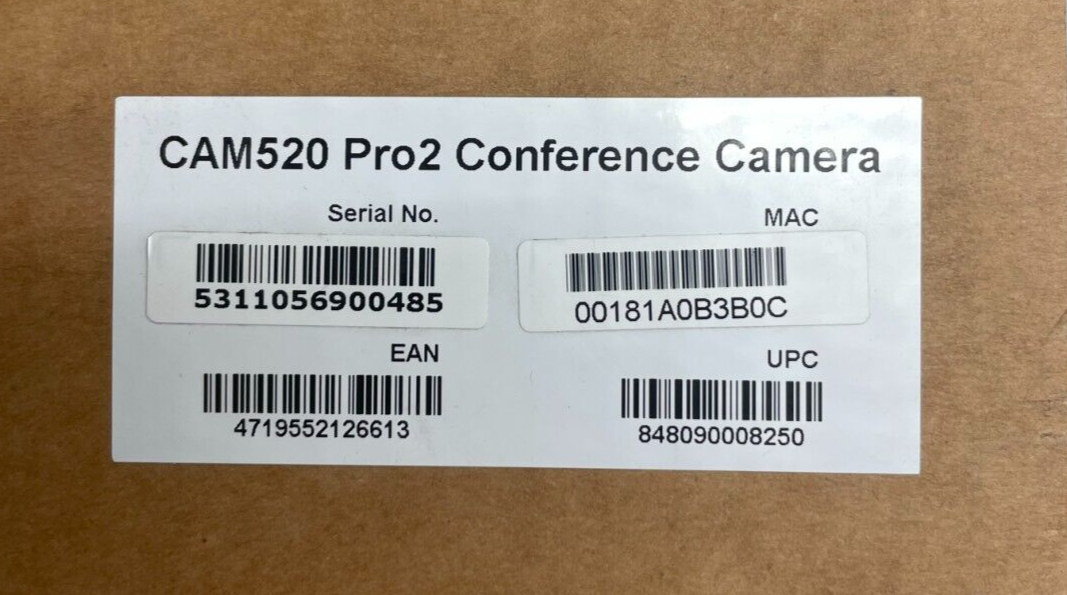 CAM520 Pro2 Conference Camera
Serial No.
MAC
5311056900485
00181A0B3B0C
EAN
UPC
4719552126613
848090008250